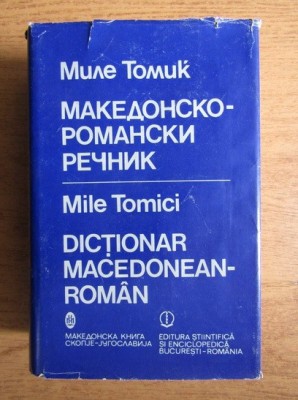 Миле Томиќ
МАКЕДОНСКО-
РОМАНСКИ
РЕЧНИК
Mile Tomici
DICȚIONAR
MACEDONEAN-
ROMÂN
МАКЕДОНСКА КНИГА
СКОПЈЕ-ЈУГОСЛАВИЈА
EDITURA ȘTIINȚIFICĂ
ȘI ENCICLOPEDICĂ
BUCUREȘTI-ROMÂNIA